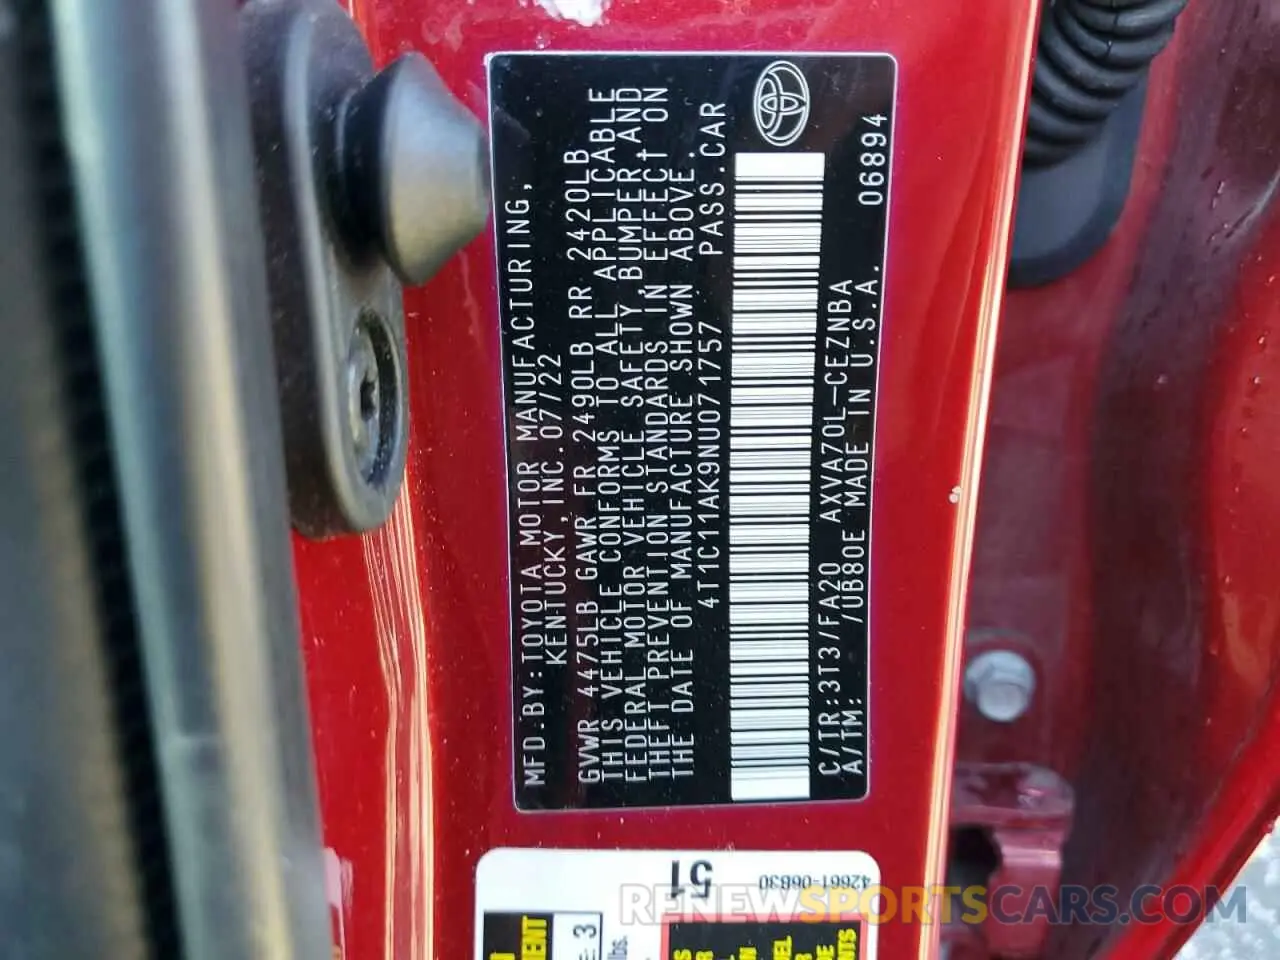 MFD.BY:TOYOTA MOTOR MANUFACTURING,
KENTUCKY,INC.07/22
GVWR 4475LB GAWR FR 2490LB RR 2420LB
THIS VEHICLE CONFORMS TO ALL APPLICABLE
FEDERAL MOTOR VEHICLE SAFETY,BUMPER,AND
THEFT PREVENTION STANDARDS IN EFFECT ON
THE DATE OF MANUFACTURE SHOWN ABOVE.
4T1C11AK9NU071757 PASS.CAR
C/TR:3T3/FA20 AXVA70L-CEZNBA
A/TM: /UB80E MADE IN U.S.A.
06894
51
42661-06B30
3
lbs.
RENEWSPORTSCARS.COM